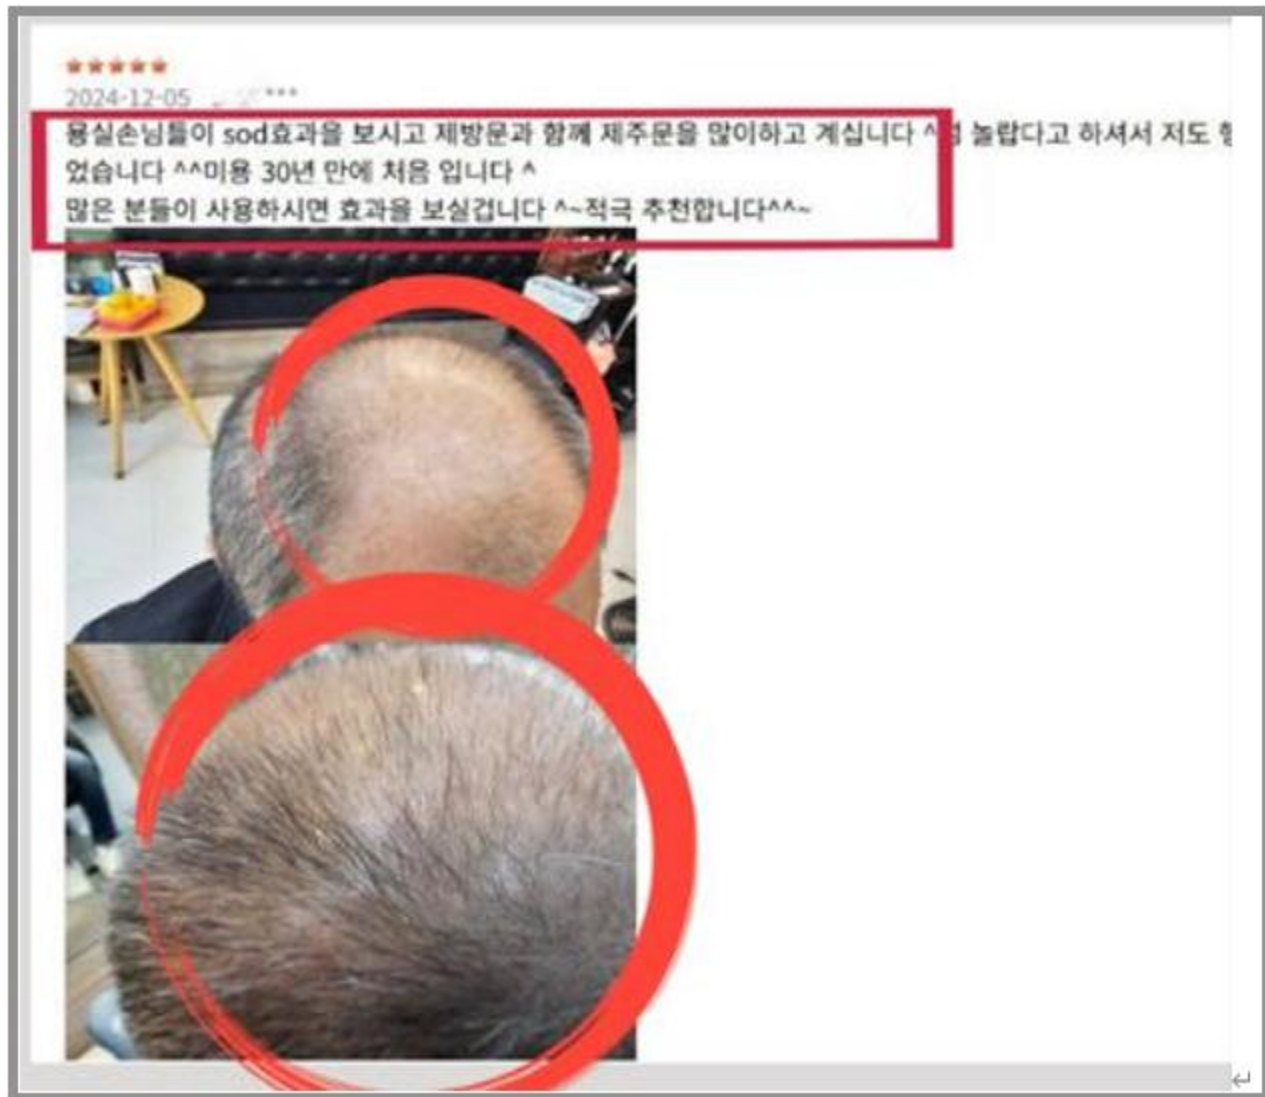 2024-12-05 ***
용실손님들이 sod효과을 보시고 제방문과 함께 제주문을 많이하고 계십니다 ^ 놀랍다고 하셔서 저도
었습니다 ^^미용 30년 만에 처음 입니다 ^
많은 분들이 사용하시면 효과을 보실겁니다 ^~적극 추천합니다^^~